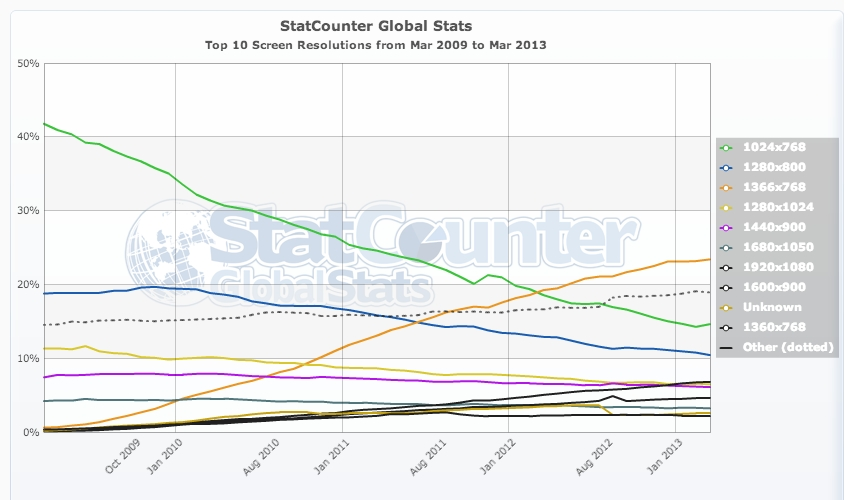 StatCounter Global Stats
Top 10 Screen Resolutions from Mar 2009 to Mar 2013
50%
40%
30%
20%
10%
0%
StatCounter
GlobalStats
Oct 2009
Jan 2010
Aug 2010
Jan 2011
Aug 2011
Jan 2012
Aug 2012
Jan 2013
1024x768
1280x800
1366x768
1280x1024
1440x900
1680x1050
1920x1080
1600x900
Unknown
1360x768
Other (dotted)